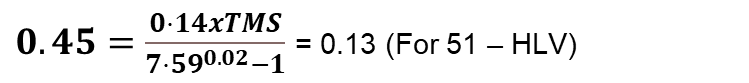 0.45 = 0·14xTMS / 7·59^0.02 −1 = 0.13 (For 51 – HLV)